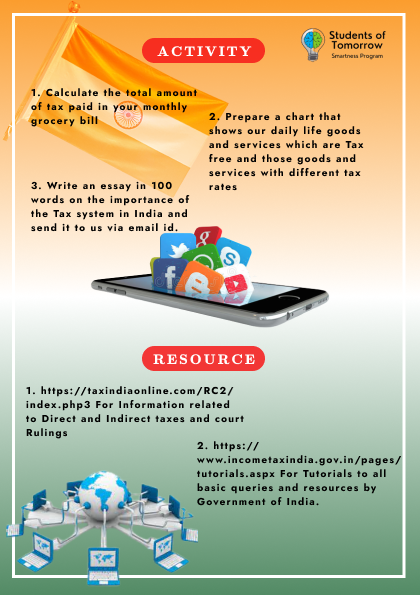 Students of
Tomorrow
Smartness Program
ACTIVITY
1. Calculate the total amount
of tax paid in your monthly
grocery bill
2. Prepare a chart that
shows our daily life goods
and services which are Tax
free and those goods and
services with different tax
rates
3. Write an essay in 100
words on the importance of
the Tax system in India and
send it to us via email id.
RESOURCE
1. https://taxindiaonline.com/RC2/
index.php3 For Information related
to Direct and Indirect taxes and court
Rulings
2. https://
www.incometaxindia.gov.in/pages/
tutorials.aspx For Tutorials to all
basic queries and resources by
Government of India.